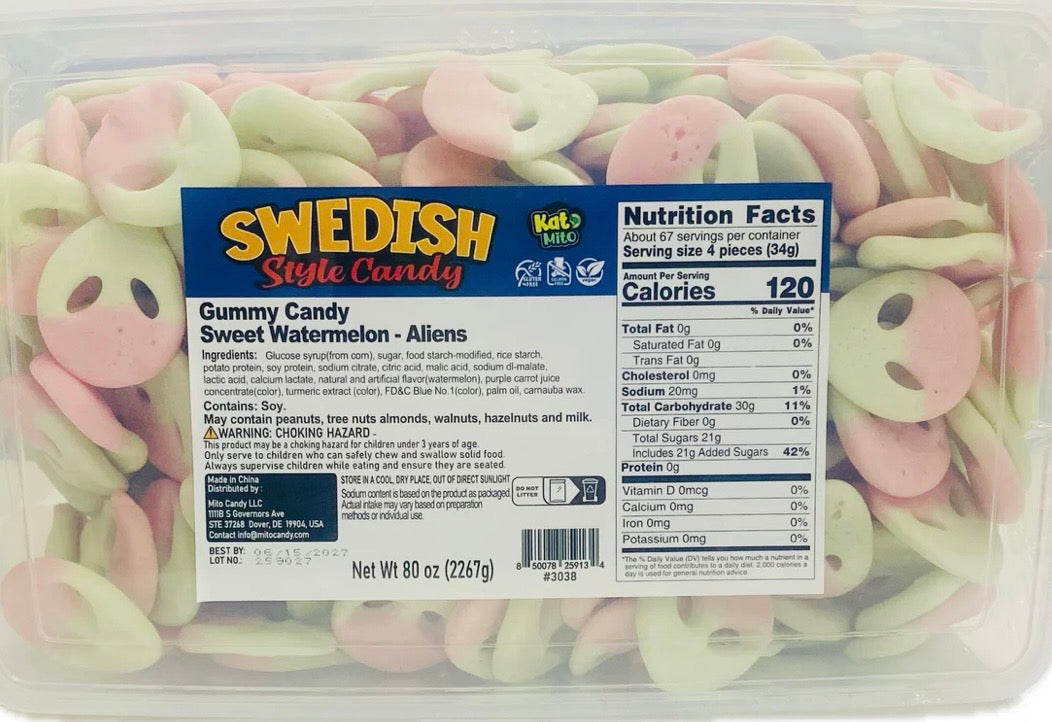 SWEDISH
Style Candy
Kat
Mito
GLUTEN
FREE
GELATIN
FREE
vegan
Gummy Candy
Sweet Watermelon - Aliens
Ingredients: Glucose syrup(from corn), sugar, food starch-modified, rice starch,
potato protein, soy protein, sodium citrate, citric acid, malic acid, sodium dl-malate,
lactic acid, calcium lactate, natural and artificial flavor(watermelon), purple carrot juice
concentrate(color), turmeric extract (color), FD&C Blue No.1(color), palm oil, carnauba wax.
Contains: Soy.
May contain peanuts, tree nuts almonds, walnuts, hazelnuts and milk.
WARNING: CHOKING HAZARD -
This product may be a choking hazard for children under 3 years of age.
Only serve to children who can safely chew and swallow solid food.
Always supervise children while eating and ensure they are seated.
Made in China
Distributed by :
Mito Candy LLC
1111B S Governors Ave
STE 37268 Dover, DE 19904, USA
Contact info@mitocandy.com
STORE IN A COOL, DRY PLACE, OUT OF DIRECT SUNLIGHT
Sodium content is based on the product as packaged
Actual intake may vary based on preparation
methods or individual use.
DO NOT
LITTER
BEST BY: 06/15/2027
LOT NO.: 259027
Net Wt 80 oz (2267g)
8 50078 25913 4
#3038
Nutrition Facts
About 67 servings per container
Serving size 4 pieces (34g)
Amount Per Serving
Calories 120
% Daily Value*
Total Fat 0g 0%
Saturated Fat 0g 0%
Trans Fat 0g
Cholesterol 0mg 0%
Sodium 20mg 1%
Total Carbohydrate 30g 11%
Dietary Fiber 0g 0%
Total Sugars 21g
Includes 21g Added Sugars 42%
Protein 0g
Vitamin D 0mcg 0%
Calcium 0mg 0%
Iron 0mg 0%
Potassium 0mg 0%
*The % Daily Value (DV) tells you how much a nutrient in a
serving of food contributes to a daily diet. 2,000 calories a
day is used for general nutrition advice.